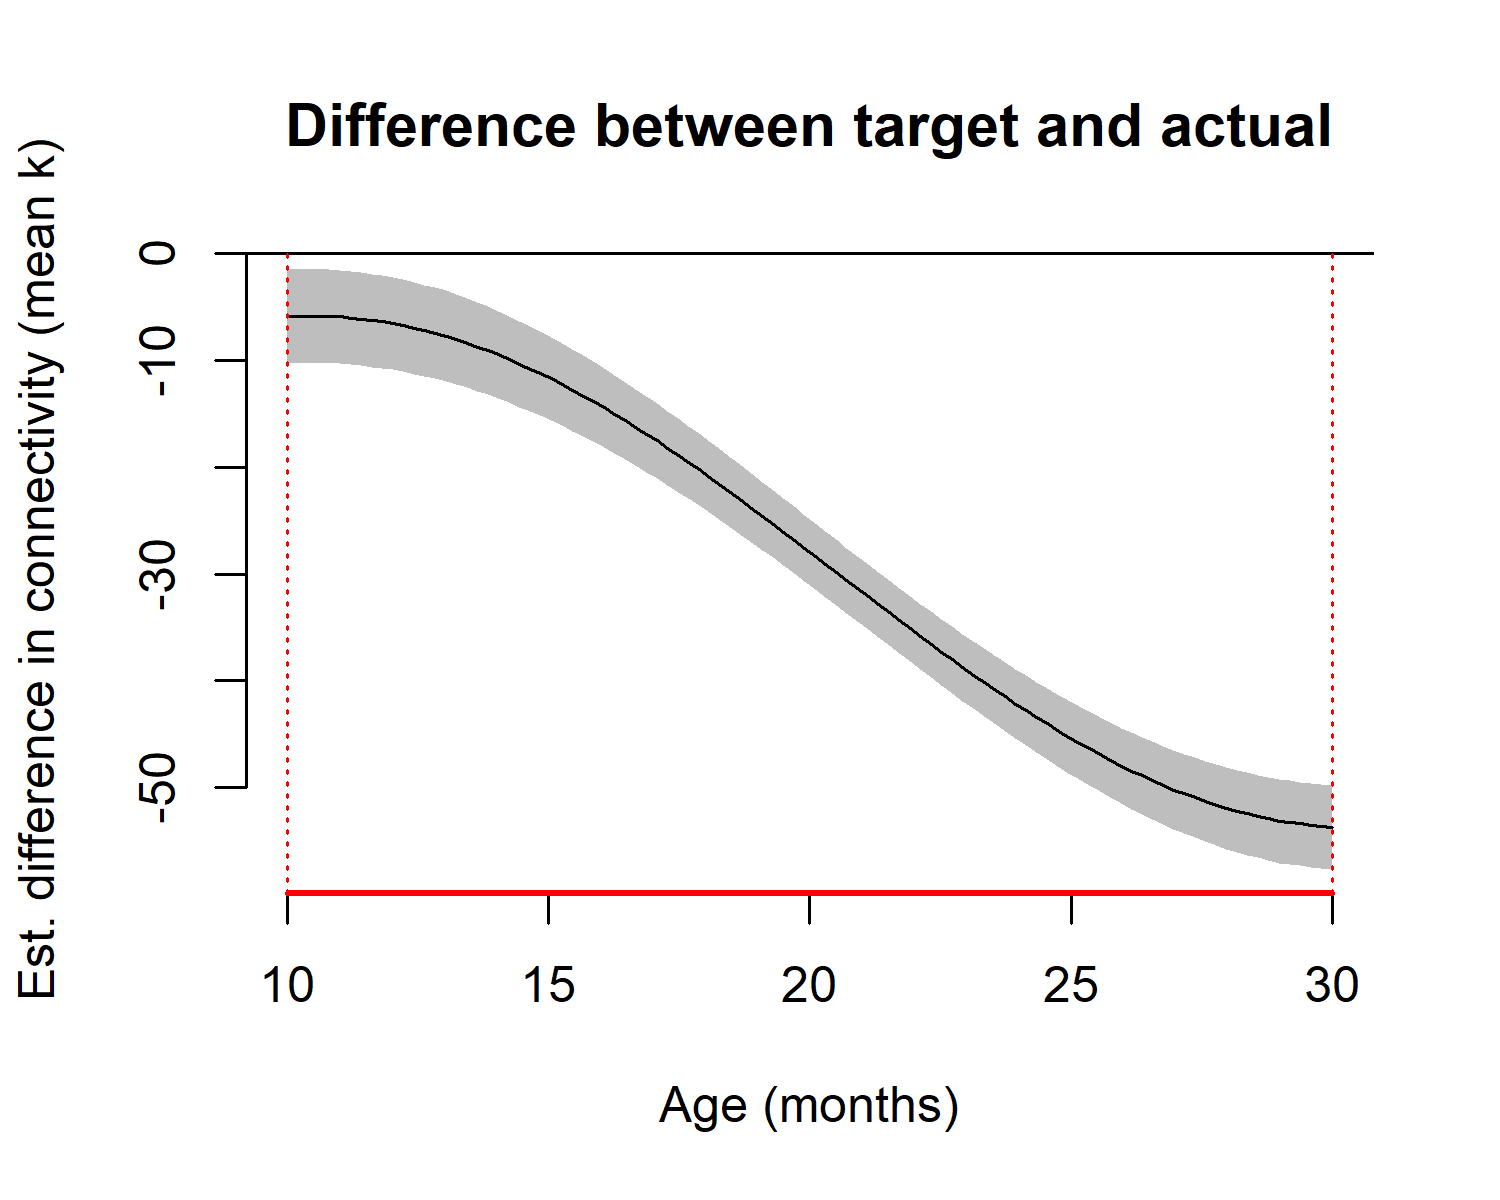 Difference between target and actual
Est. difference in connectivity (mean k)
0
-10
-30
-50
10 15 20 25 30
Age (months)